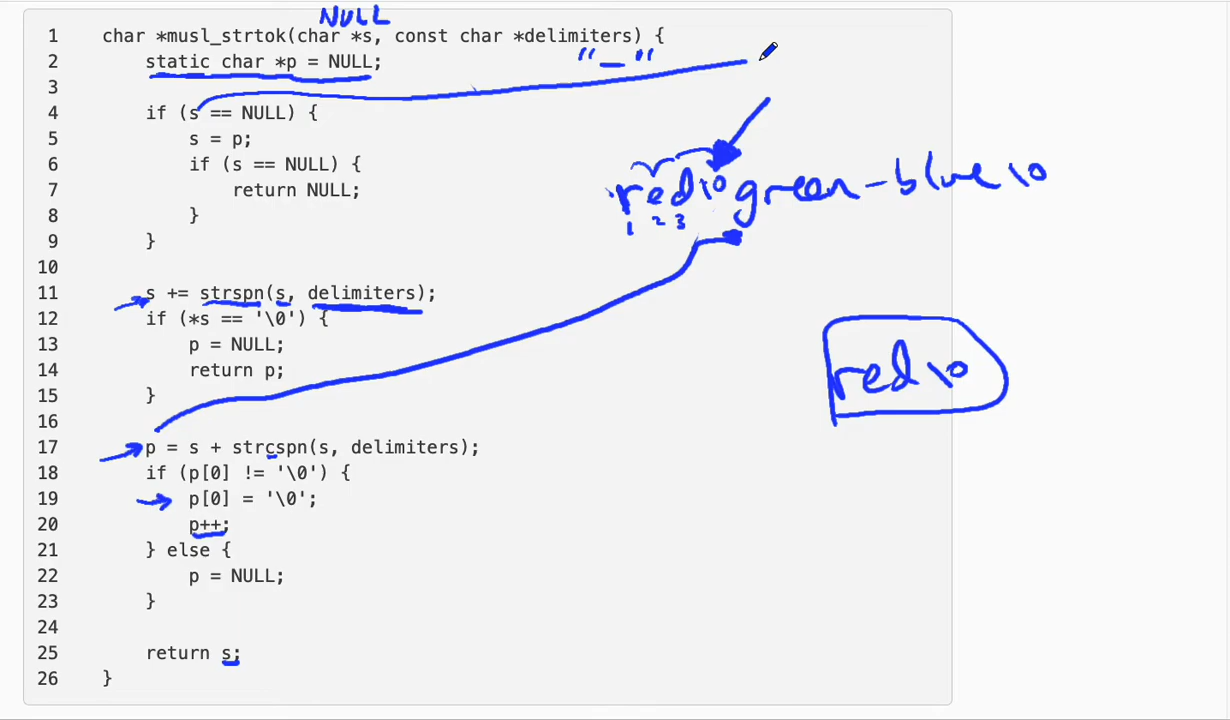 NULL
1 char *musl_strtok(char *s, const char *delimiters) {
2 static char *p = NULL;
"_"
3
4 if (s == NULL) {
5 s = p;
6 if (s == NULL) {
7 return NULL;
red\0green-blue\0
1 2 3
8 }
9 }
10
11 s += strspn(s, delimiters);
12 if (*s == '\0') {
13 p = NULL;
14 return p;
red\0
15 }
16
17 p = s + strcspn(s, delimiters);
18 if (p[0] != '\0') {
19 p[0] = '\0';
20 p++;
21 } else {
22 p = NULL;
23 }
24
25 return s;
26 }